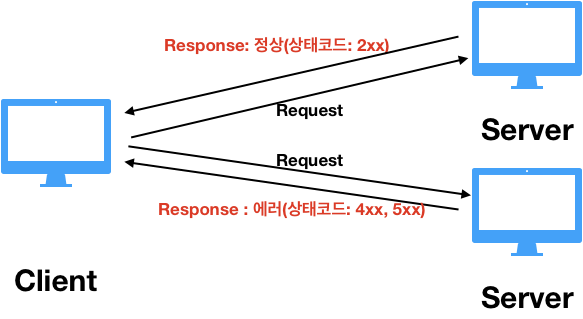 Response: 정상(상태코드: 2xx)
Request
Server
Request
Response : 에러(상태코드: 4xx, 5xx)
Client
Server